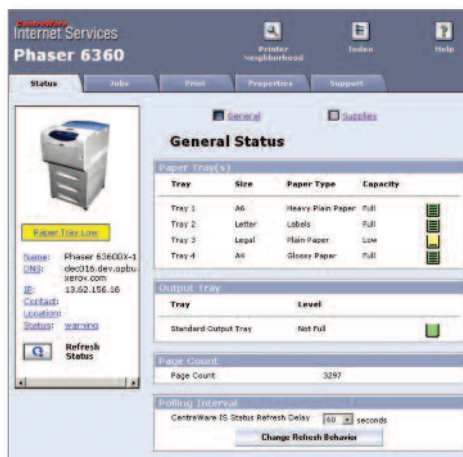 CentreWare
Internet Services
Phaser 6360
Printer Neighborhood
Index
Help
Status
Jobs
Print
Properties
Support
General
Supplies
General Status
Paper Tray Low
Name: Phaser 6360DX-1
DNS: dec016.dev.opbu.
xerox.com
IP: 13.62.156.16
Contact:
Location:
Status: warning
Refresh
Status
Paper Tray(s)
Tray Size Paper Type Capacity
Tray 1 A6 Heavy Plain Paper Full
Tray 2 Letter Labels Full
Tray 3 Legal Plain Paper Low
Tray 4 A4 Glossy Paper Full
Output Tray
Tray Level
Standard Output Tray Not Full
Page Count
Page Count 3297
Polling Interval
CentreWare IS Status Refresh Delay 60 seconds
Change Refresh Behavior